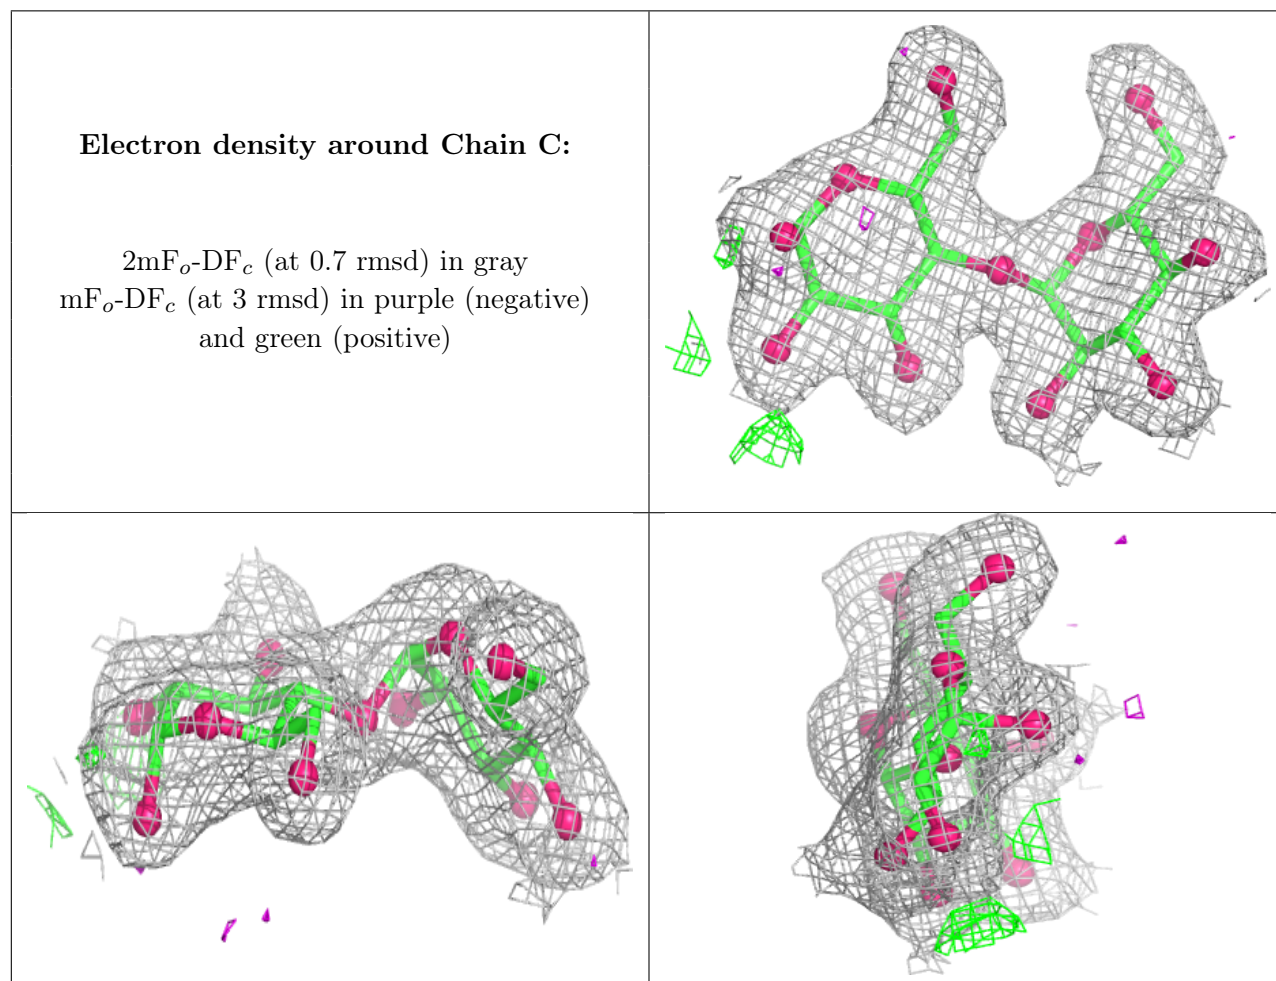 Electron density around Chain C:
2mFo-DFc (at 0.7 rmsd) in gray
mFo-DFc (at 3 rmsd) in purple (negative)
and green (positive)